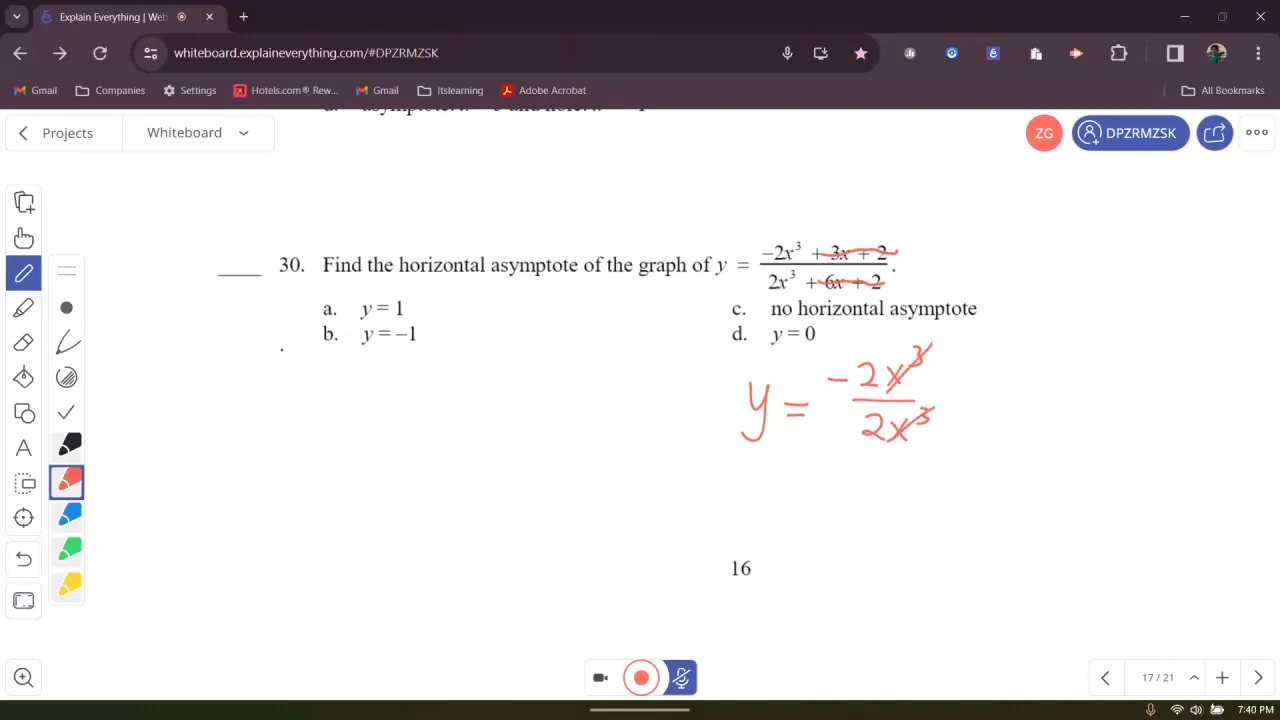 Explain Everything | Web
whiteboard.explaineverything.com/#DPZRMZSK
Gmail Companies Settings Hotels.com® Rew... Gmail Itslearning Adobe Acrobat All Bookmarks
Projects Whiteboard ZG DPZRMZSK
30. Find the horizontal asymptote of the graph of y = (-2x³ + 3x + 2)/(2x³ + 6x + 2).
a. y = 1 c. no horizontal asymptote
b. y = –1 d. y = 0
y = -2x³/2x³
16
17 / 21
7:40 PM